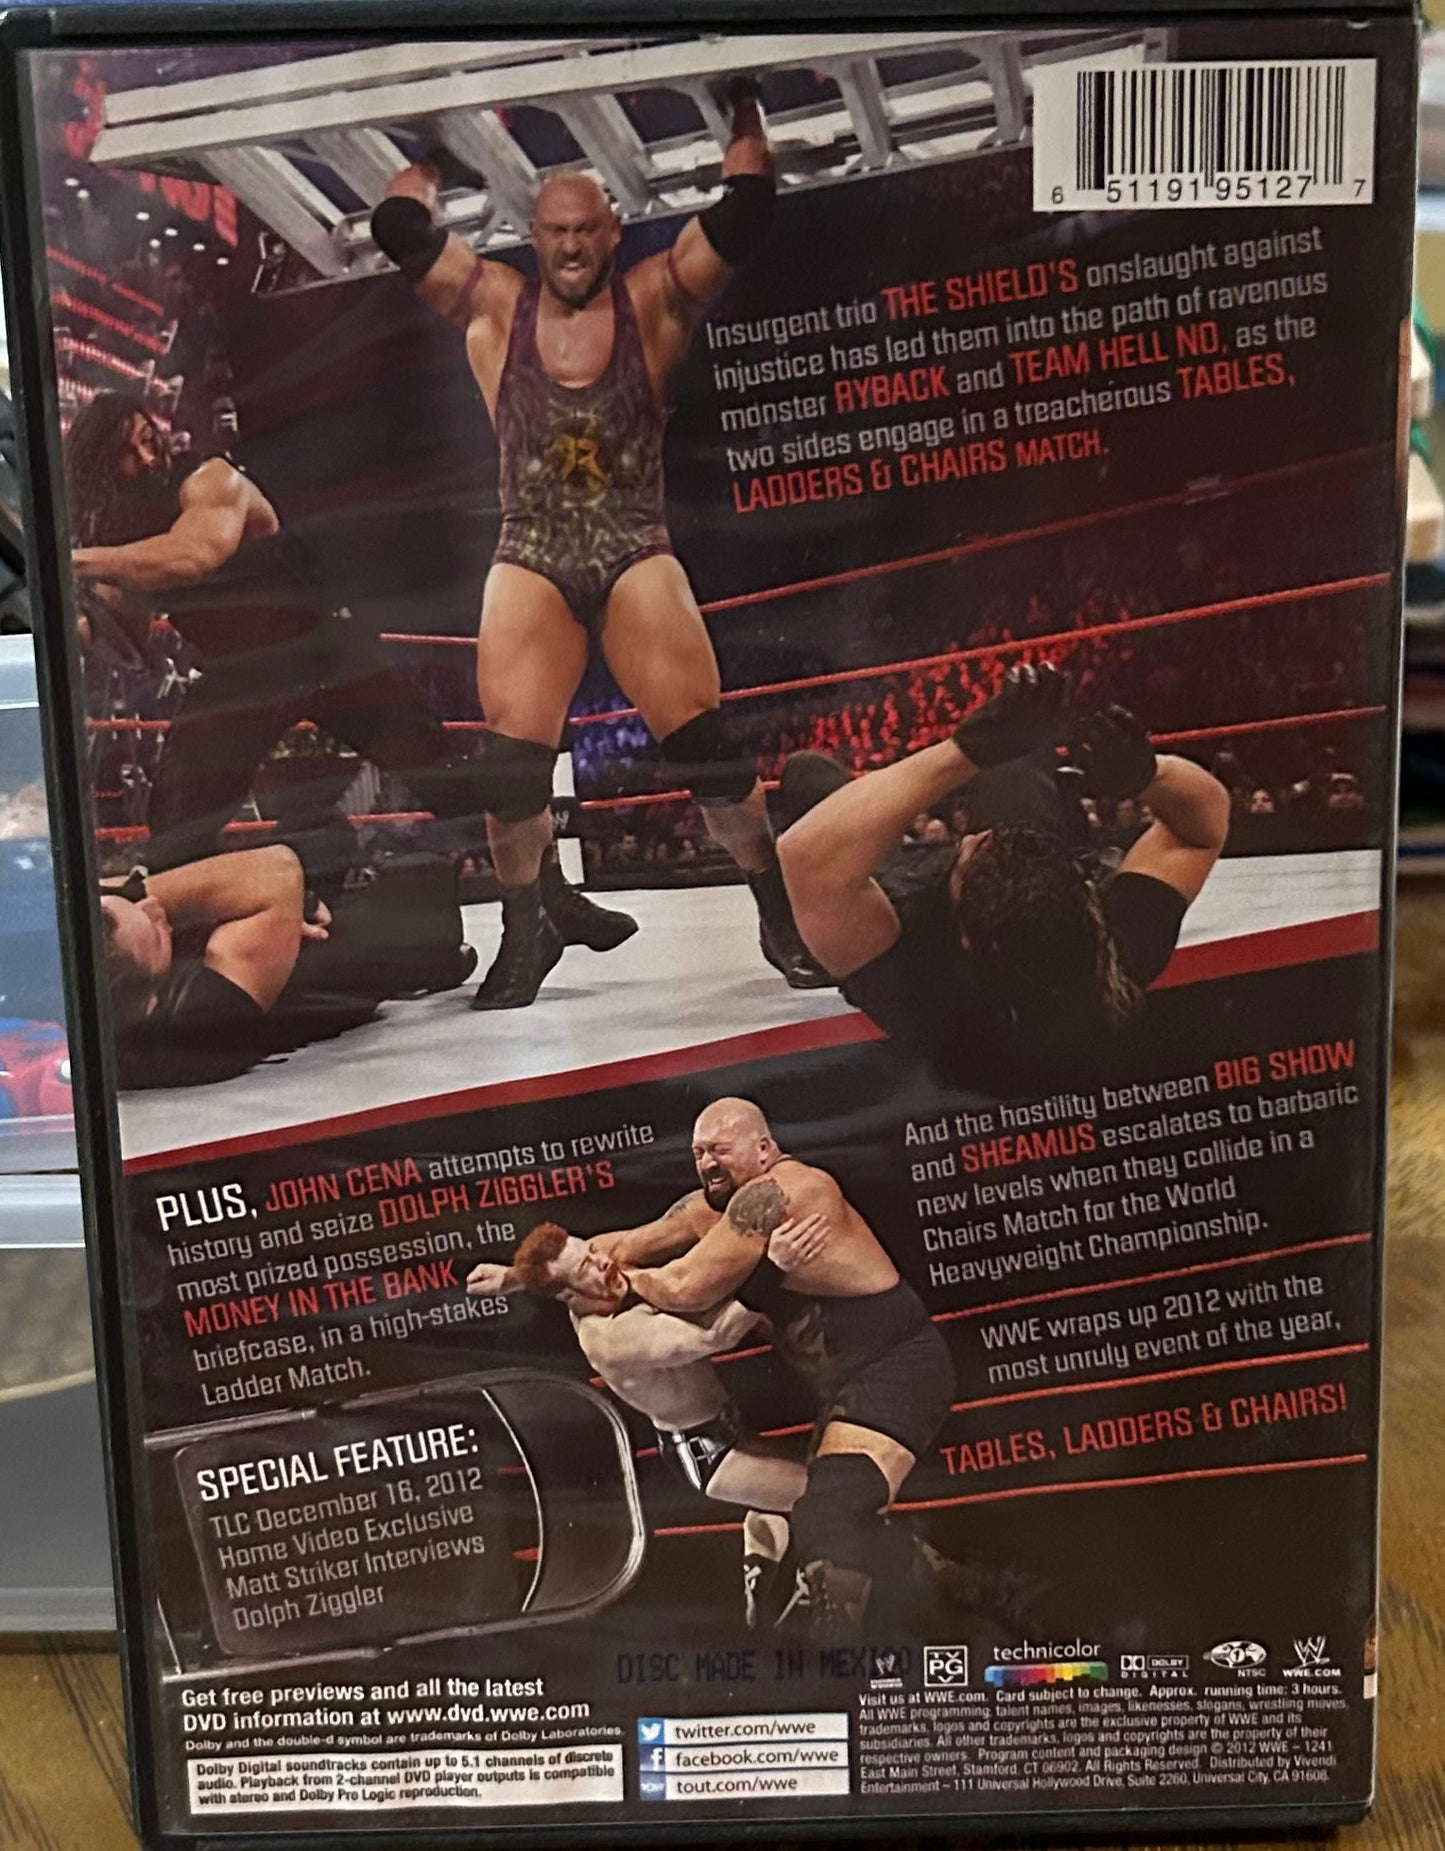 6 51191 95127 7
Insurgent trio THE SHIELD'S onslaught against
injustice has led them into the path of ravenous
monster RYBACK and TEAM HELL NO, as the
two sides engage in a treacherous TABLES,
LADDERS & CHAIRS MATCH.
PLUS, JOHN CENA attempts to rewrite
history and seize DOLPH ZIGGLER'S
most prized possession, the
MONEY IN THE BANK
briefcase, in a high-stakes
Ladder Match.
And the hostility between BIG SHOW
and SHEAMUS escalates to barbaric
new levels when they collide in a
Chairs Match for the World
Heavyweight Championship.
WWE wraps up 2012 with the
most unruly event of the year,
TABLES, LADDERS & CHAIRS!
SPECIAL FEATURE:
TLC December 16, 2012
Home Video Exclusive
Matt Striker Interviews
Dolph Ziggler
DISC MADE IN MEXICO
TV
PG
technicolor
DOLBY
DIGITAL
NTSC
WWE.COM
Get free previews and all the latest
DVD information at www.dvd.wwe.com
Dolby and the double-d symbol are trademarks of Dolby Laboratories.
Dolby Digital soundtracks contain up to 5.1 channels of discrete
audio. Playback from 2-channel DVD player outputs is compatible
with stereo and Dolby Pro Logic reproduction.
twitter.com/wwe
facebook.com/wwe
tout.com/wwe
Visit us at WWE.com. Card subject to change. Approx. running time: 3 hours.
All WWE programming, talent names, images, likenesses, slogans, wrestling moves,
trademarks, logos and copyrights are the exclusive property of WWE and its
subsidiaries. All other trademarks, logos and copyrights are the property of their
respective owners. Program content and packaging design © 2012 WWE – 1241
East Main Street, Stamford, CT 06902. All Rights Reserved. Distributed by Vivendi
Entertainment – 111 Universal Hollywood Drive, Suite 2260, Universal City, CA 91608.